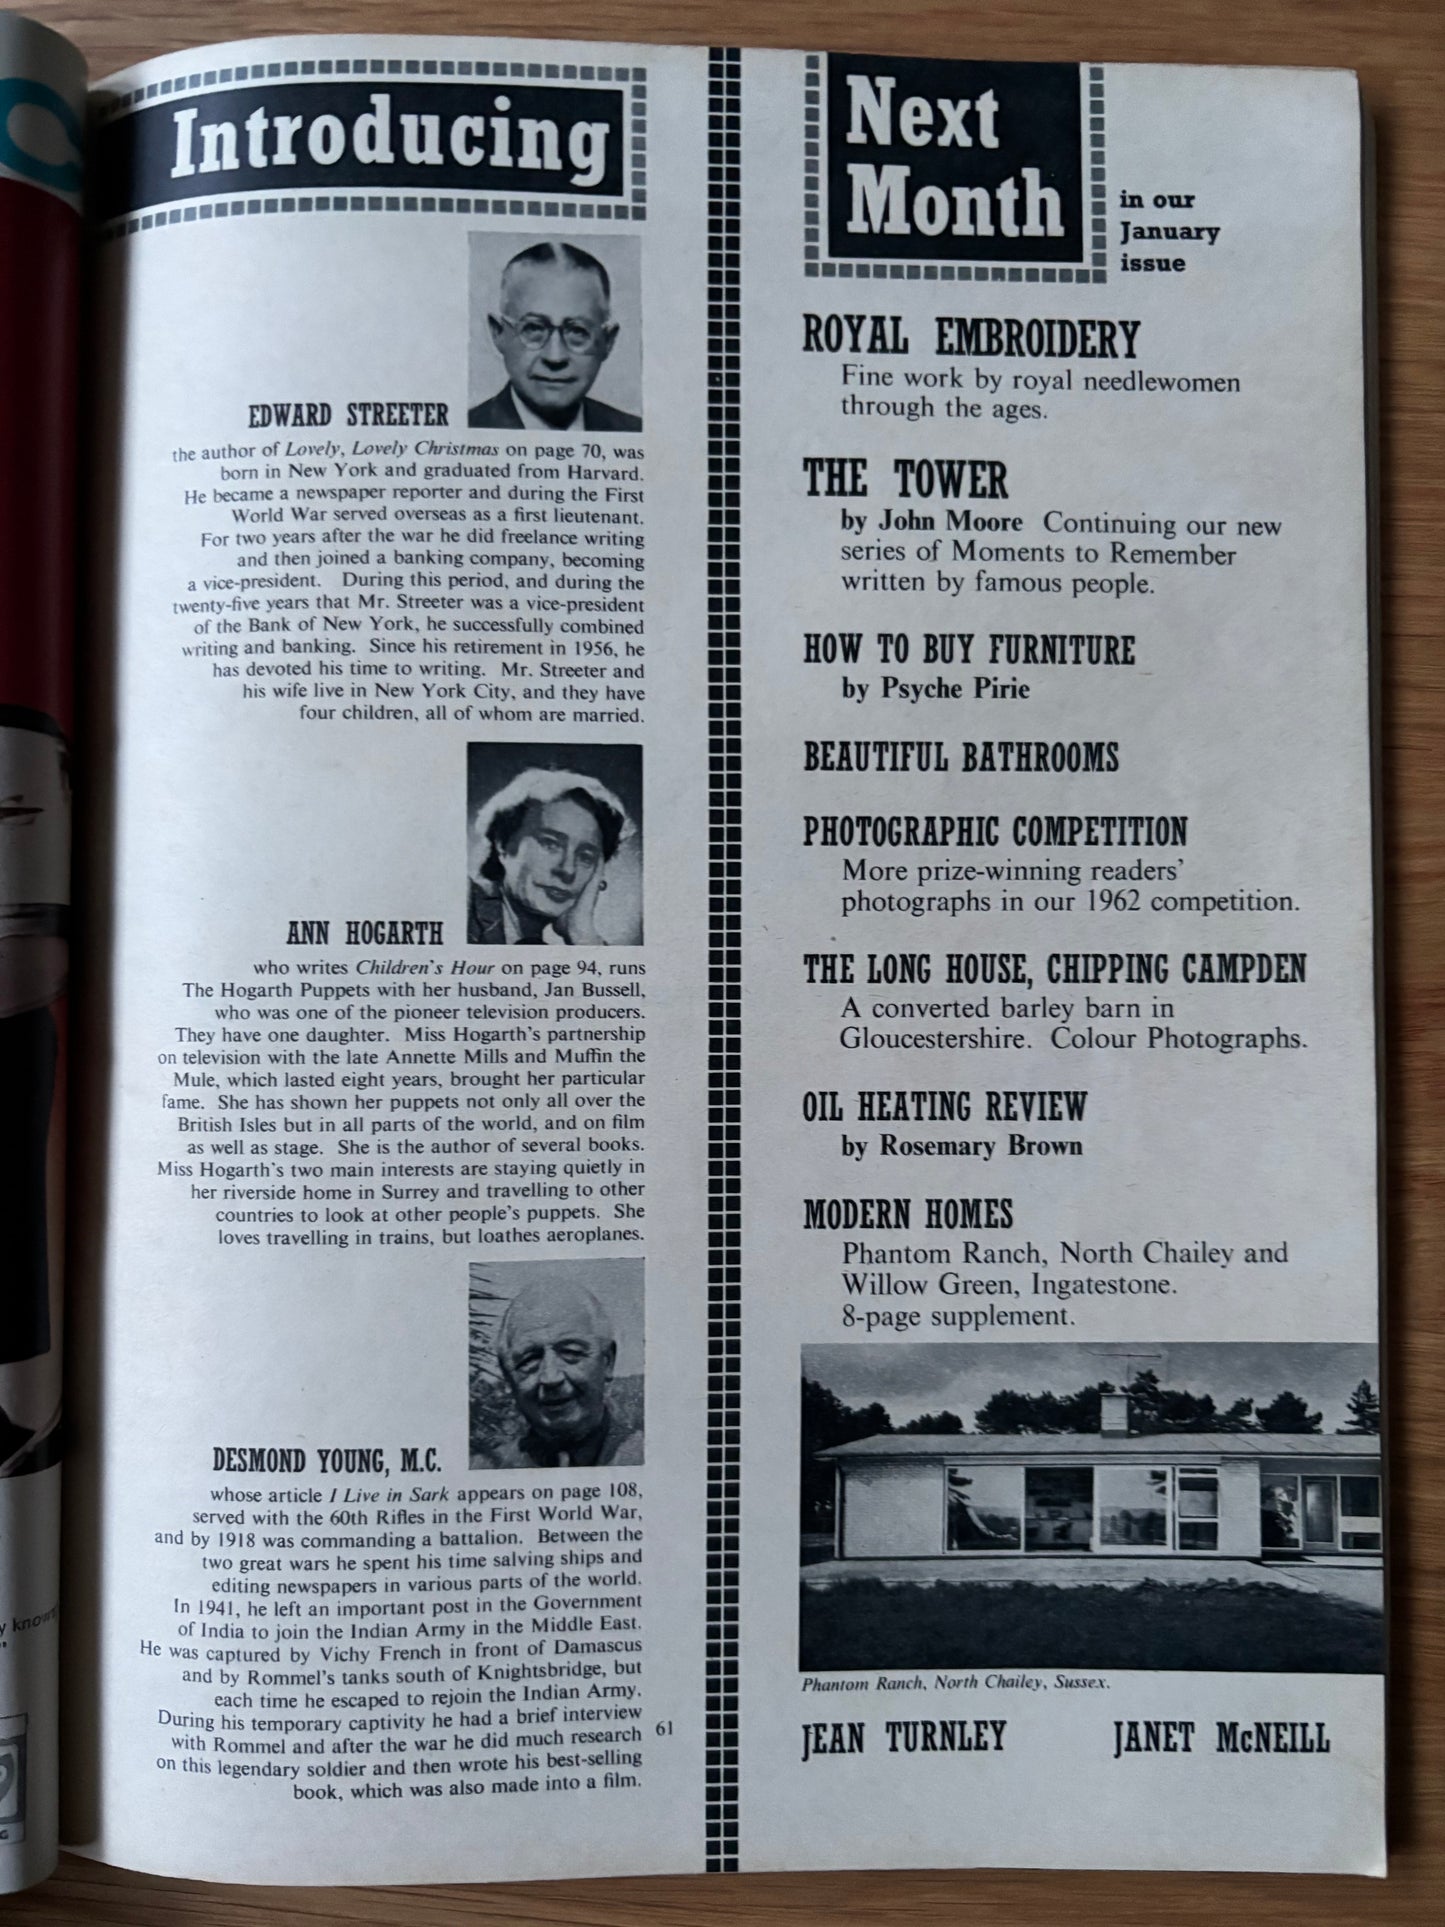 Introducing
EDWARD STREETER
the author of Lovely, Lovely Christmas on page 70, was
born in New York and graduated from Harvard.
He became a newspaper reporter and during the First
World War served overseas as a first lieutenant.
For two years after the war he did freelance writing
and then joined a banking company, becoming
a vice-president. During this period, and during the
twenty-five years that Mr. Streeter was a vice-president
of the Bank of New York, he successfully combined
writing and banking. Since his retirement in 1956, he
has devoted his time to writing. Mr. Streeter and
his wife live in New York City, and they have
four children, all of whom are married.
ANN HOGARTH
who writes Children's Hour on page 94, runs
The Hogarth Puppets with her husband, Jan Bussell,
who was one of the pioneer television producers.
They have one daughter. Miss Hogarth's partnership
on television with the late Annette Mills and Muffin the
Mule, which lasted eight years, brought her particular
fame. She has shown her puppets not only all over the
British Isles but in all parts of the world, and on film
as well as stage. She is the author of several books.
Miss Hogarth's two main interests are staying quietly in
her riverside home in Surrey and travelling to other
countries to look at other people's puppets. She
loves travelling in trains, but loathes aeroplanes.
DESMOND YOUNG, M.C.
whose article I Live in Sark appears on page 108,
served with the 60th Rifles in the First World War,
and by 1918 was commanding a battalion. Between the
two great wars he spent his time salving ships and
editing newspapers in various parts of the world.
In 1941, he left an important post in the Government
of India to join the Indian Army in the Middle East.
He was captured by Vichy French in front of Damascus
and by Rommel's tanks south of Knightsbridge, but
each time he escaped to rejoin the Indian Army.
During his temporary captivity he had a brief interview
with Rommel and after the war he did much research
on this legendary soldier and then wrote his best-selling
book, which was also made into a film.
61
Next
Month
in our
January
issue
ROYAL EMBROIDERY
Fine work by royal needlewomen
through the ages.
THE TOWER
by John Moore Continuing our new
series of Moments to Remember
written by famous people.
HOW TO BUY FURNITURE
by Psyche Pirie
BEAUTIFUL BATHROOMS
PHOTOGRAPHIC COMPETITION
More prize-winning readers'
photographs in our 1962 competition.
THE LONG HOUSE, CHIPPING CAMPDEN
A converted barley barn in
Gloucestershire. Colour Photographs.
OIL HEATING REVIEW
by Rosemary Brown
MODERN HOMES
Phantom Ranch, North Chailey and
Willow Green, Ingatestone.
8-page supplement.
Phantom Ranch, North Chailey, Sussex.
JEAN TURNLEY JANET McNEILL